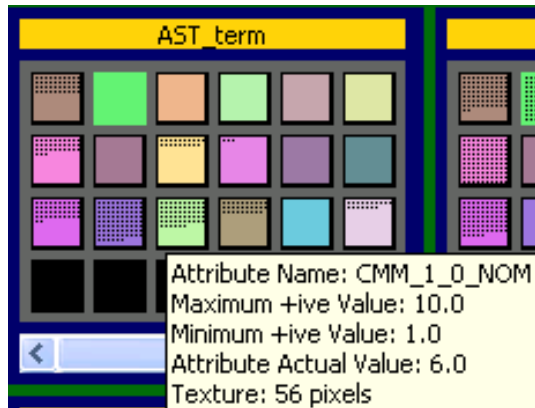 AST_term
Attribute Name: CMM_1_0_NOM
Maximum +ive Value: 10.0
Minimum +ive Value: 1.0
Attribute Actual Value: 6.0
Texture: 56 pixels